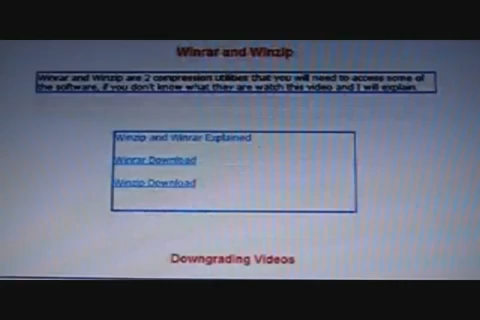 Winrar and Winzip
Winrar and Winzip are 2 compression utilities that you will need to access some of
the software, if you don't know what they are watch this video and I will explain.
Winzip and Winrar Explained
Winrar Download
Winzip Download
Downgrading Videos